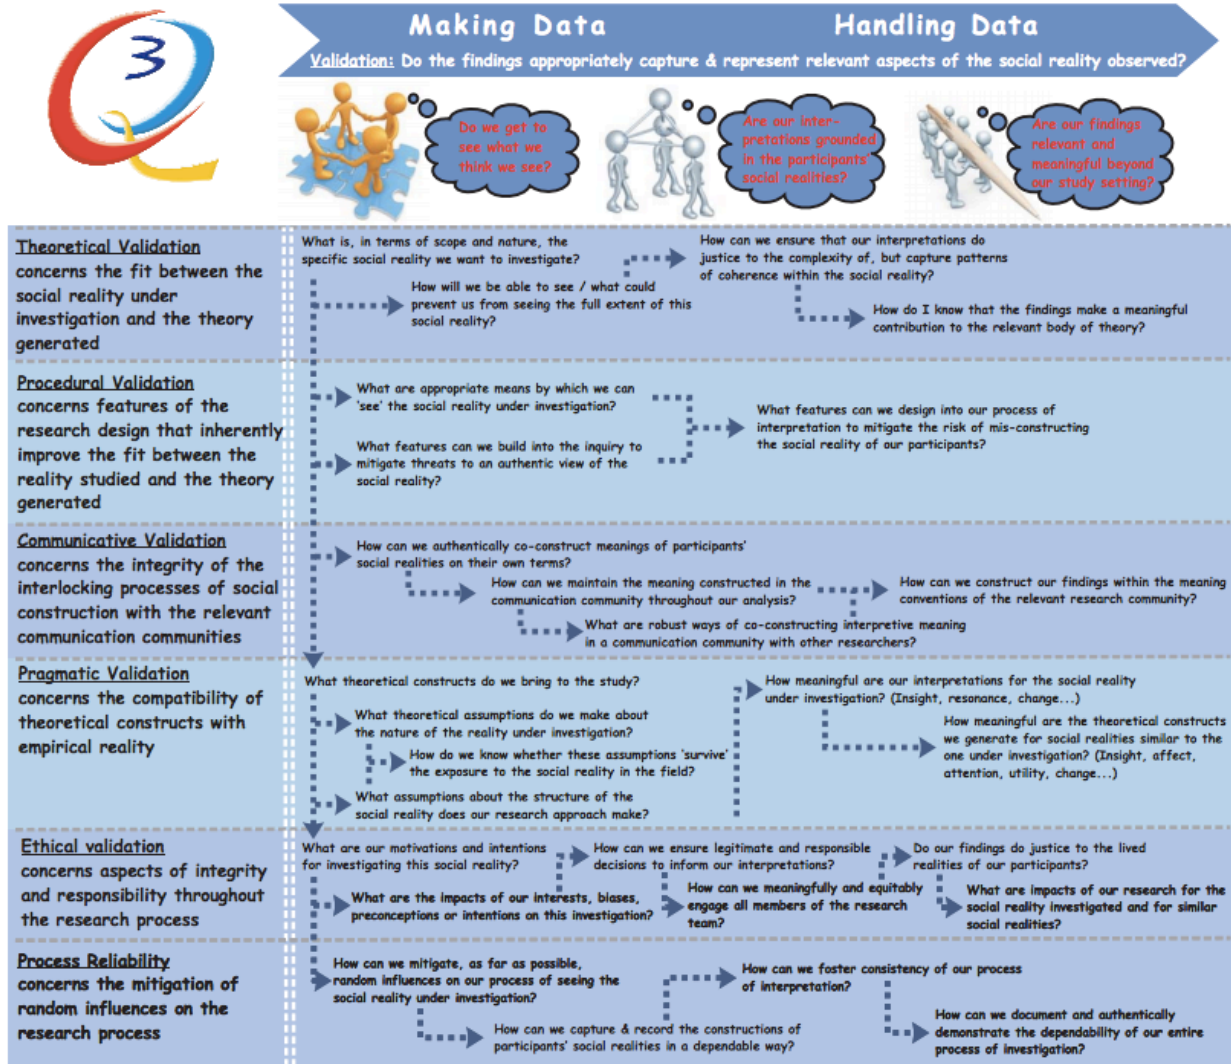 3
Making Data
Handling Data
Validation: Do the findings appropriately capture & represent relevant aspects of the social reality observed?
Do we get to
see what we
think we see?
Are our inter-
pretations grounded
in the participants'
social realities?
Are our findings
relevant and
meaningful beyond
our study setting?
Theoretical Validation
concerns the fit between the
social reality under
investigation and the theory
generated
What is, in terms of scope and nature, the
specific social reality we want to investigate?
How will we be able to see / what could
prevent us from seeing the full extent of this
social reality?
How can we ensure that our interpretations do
justice to the complexity of, but capture patterns
of coherence within the social reality?
How do I know that the findings make a meaningful
contribution to the relevant body of theory?
Procedural Validation
concerns features of the
research design that inherently
improve the fit between the
reality studied and the theory
generated
What are appropriate means by which we can
'see' the social reality under investigation?
What features can we build into the inquiry to
mitigate threats to an authentic view of the
social reality?
What features can we design into our process of
interpretation to mitigate the risk of mis-constructing
the social reality of our participants?
Communicative Validation
concerns the integrity of the
interlocking processes of social
construction with the relevant
communication communities
How can we authentically co-construct meanings of participants'
social realities on their own terms?
How can we maintain the meaning constructed in the
communication community throughout our analysis?
What are robust ways of co-constructing interpretive meaning
in a communication community with other researchers?
How can we construct our findings within the meaning
conventions of the relevant research community?
Pragmatic Validation
concerns the compatibility of
theoretical constructs with
empirical reality
What theoretical constructs do we bring to the study?
What theoretical assumptions do we make about
the nature of the reality under investigation?
How do we know whether these assumptions 'survive'
the exposure to the social reality in the field?
What assumptions about the structure of the
social reality does our research approach make?
How meaningful are our interpretations for the social reality
under investigation? (Insight, resonance, change...)
How meaningful are the theoretical constructs
we generate for social realities similar to the
one under investigation? (Insight, affect,
attention, utility, change...)
Ethical validation
concerns aspects of integrity
and responsibility throughout
the research process
What are our motivations and intentions
for investigating this social reality?
What are the impacts of our interests, biases,
preconceptions or intentions on this investigation?
How can we ensure legitimate and responsible
decisions to inform our interpretations?
How can we meaningfully and equitably
engage all members of the research
team?
Do our findings do justice to the lived
realities of our participants?
What are impacts of our research for the
social reality investigated and for similar
social realities?
Process Reliability
concerns the mitigation of
random influences on the
research process
How can we mitigate, as far as possible,
random influences on our process of seeing the
social reality under investigation?
How can we capture & record the constructions of
participants' social realities in a dependable way?
How can we foster consistency of our process
of interpretation?
How can we document and authentically
demonstrate the dependability of our entire
process of investigation?